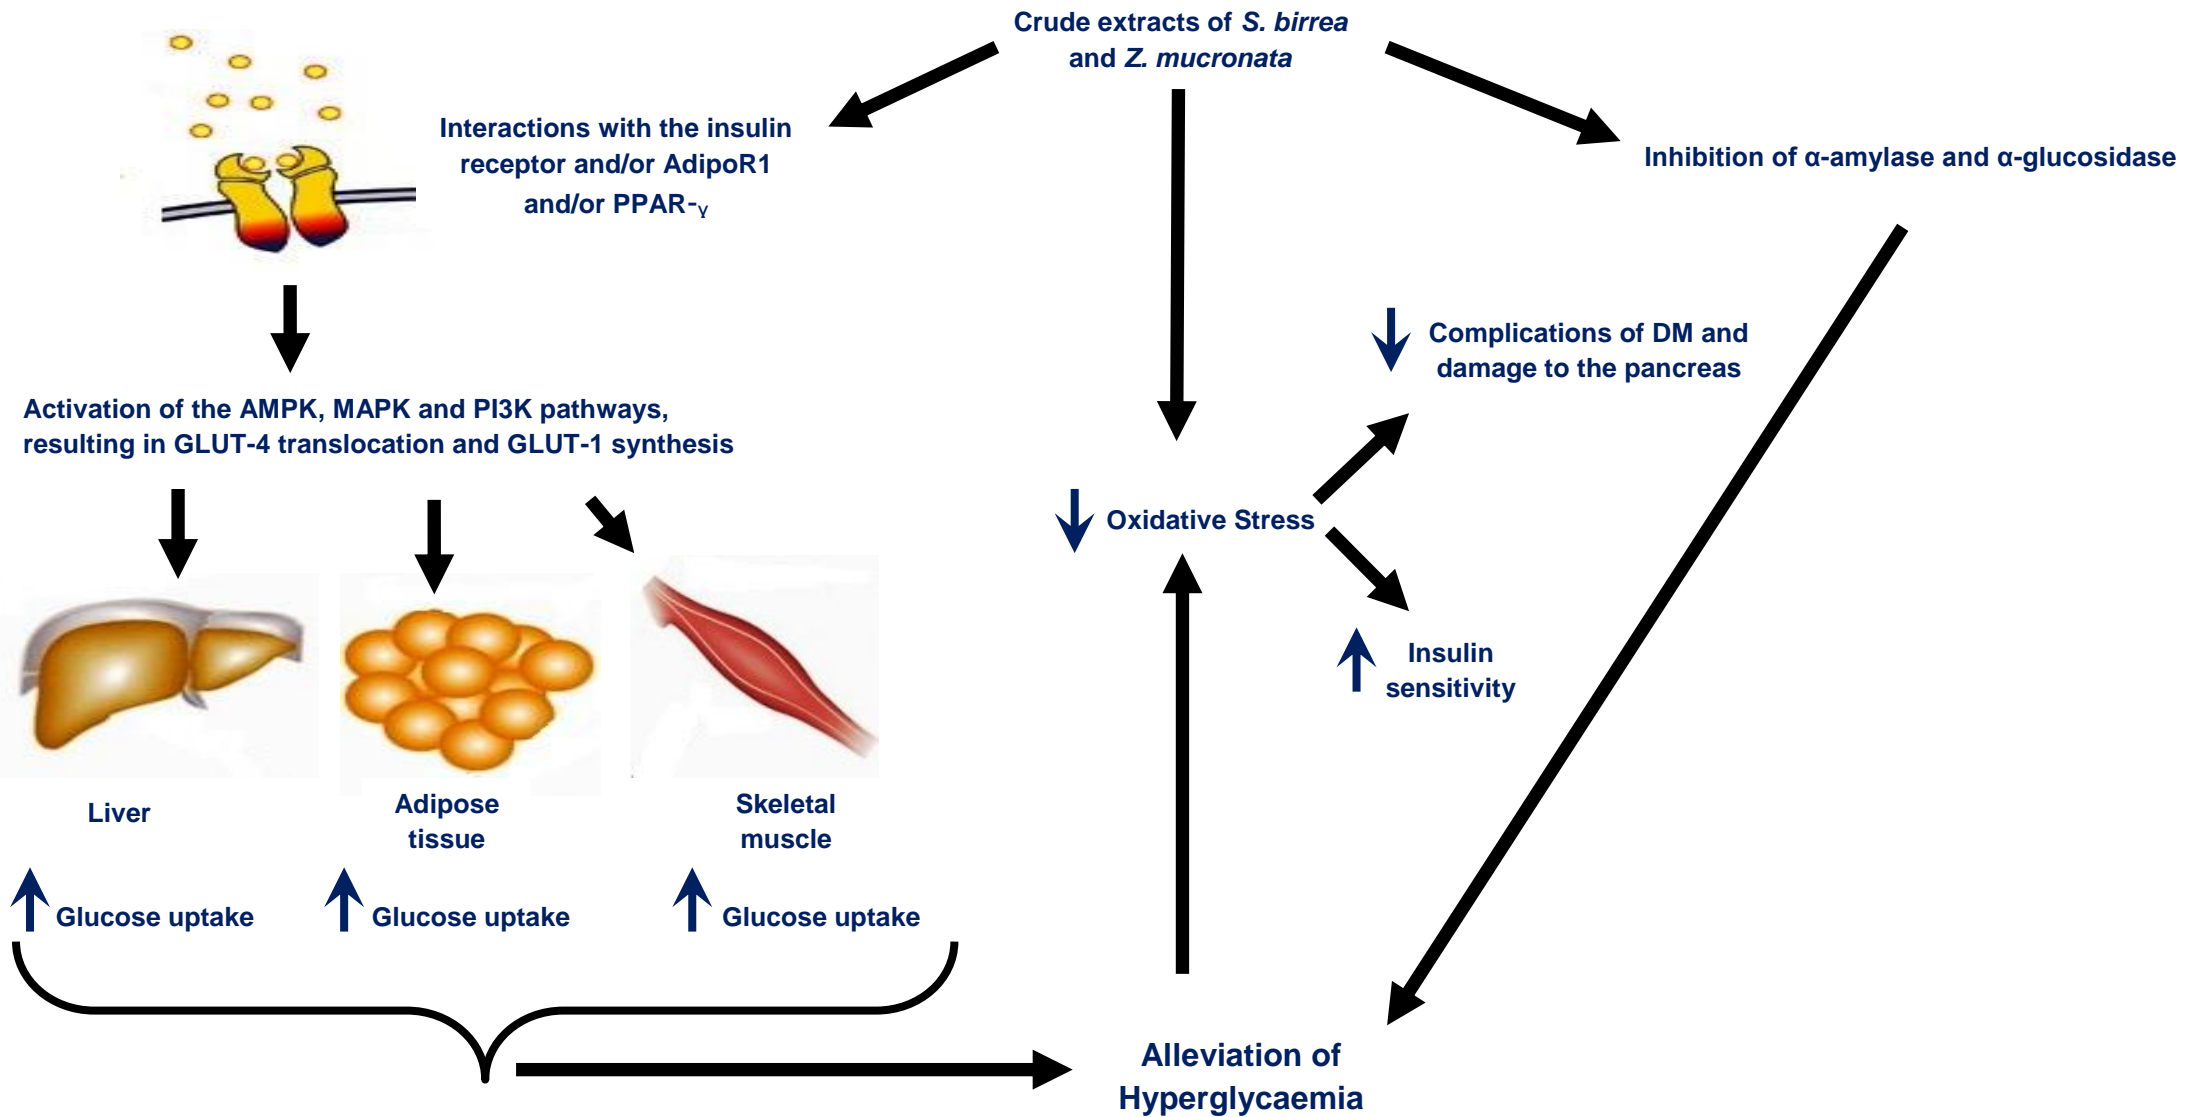 Crude extracts of S. birrea
and Z. mucronata
Interactions with the insulin
receptor and/or AdipoR1
and/or PPAR-γ
Inhibition of α-amylase and α-glucosidase
Activation of the AMPK, MAPK and PI3K pathways,
resulting in GLUT-4 translocation and GLUT-1 synthesis
Complications of DM and
damage to the pancreas
Oxidative Stress
Insulin
sensitivity
Liver
Adipose
tissue
Skeletal
muscle
Glucose uptake
Glucose uptake
Glucose uptake
Alleviation of
Hyperglycaemia